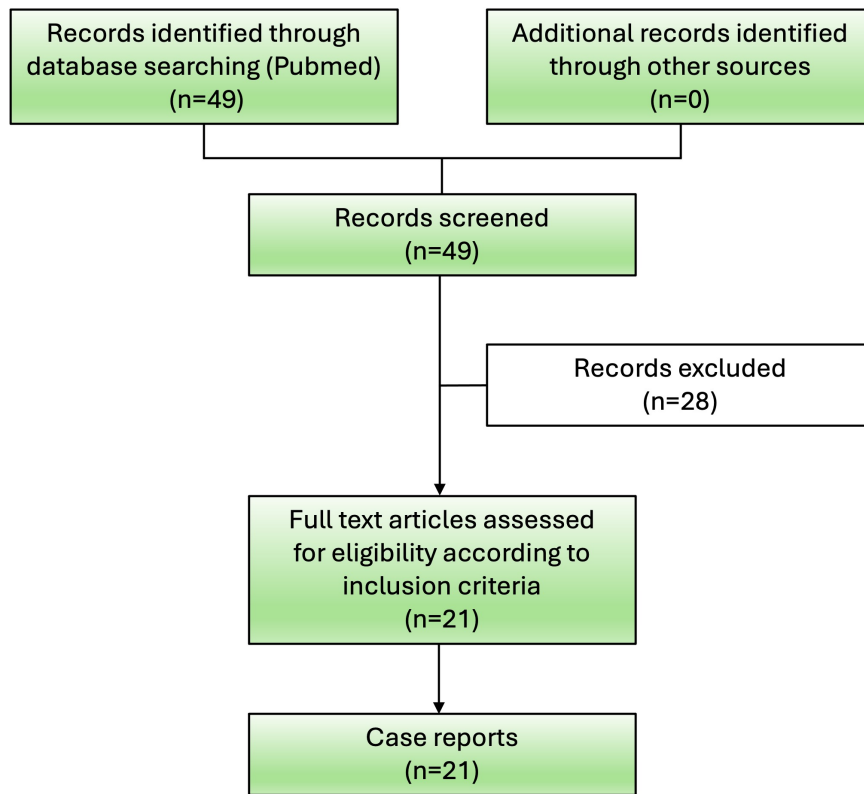 Records identified through
database searching (Pubmed)
(n=49)
Additional records identified
through other sources
(n=0)
Records screened
(n=49)
Records excluded
(n=28)
Full text articles assessed
for eligibility according to
inclusion criteria
(n=21)
Case reports
(n=21)